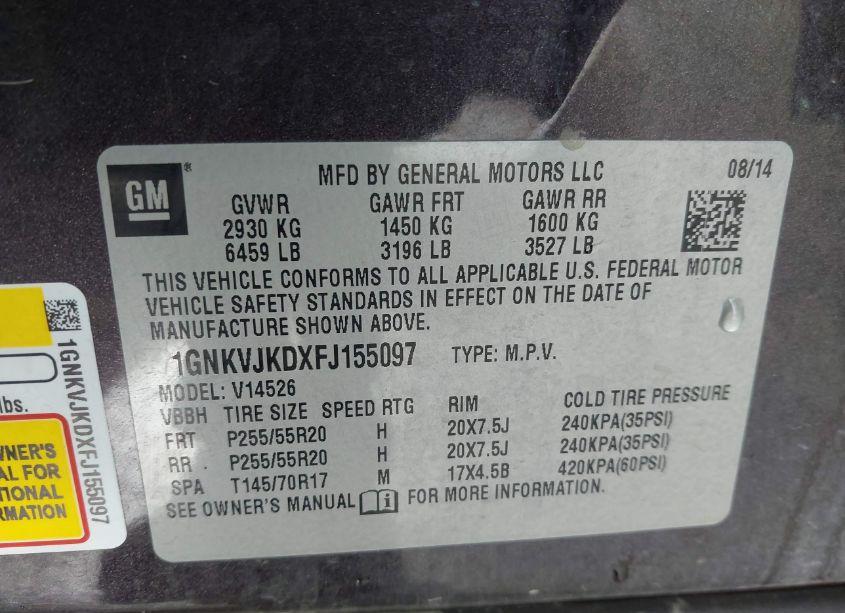 GM
MFD BY GENERAL MOTORS LLC 08/14
GVWR GAWR FRT GAWR RR
2930 KG 1450 KG 1600 KG
6459 LB 3196 LB 3527 LB
THIS VEHICLE CONFORMS TO ALL APPLICABLE U.S. FEDERAL MOTOR
VEHICLE SAFETY STANDARDS IN EFFECT ON THE DATE OF
MANUFACTURE SHOWN ABOVE.
1GNKVJKDXFJ155097 TYPE: M.P.V.
MODEL: V14526
VBBH TIRE SIZE SPEED RTG RIM COLD TIRE PRESSURE
FRT P255/55R20 H 20X7.5J 240KPA(35PSI)
RR P255/55R20 H 20X7.5J 240KPA(35PSI)
SPA T145/70R17 M 17X4.5B 420KPA(60PSI)
SEE OWNER'S MANUAL i FOR MORE INFORMATION.
1GNKVJKDXFJ155097
lbs.
OWNER'S
FOR